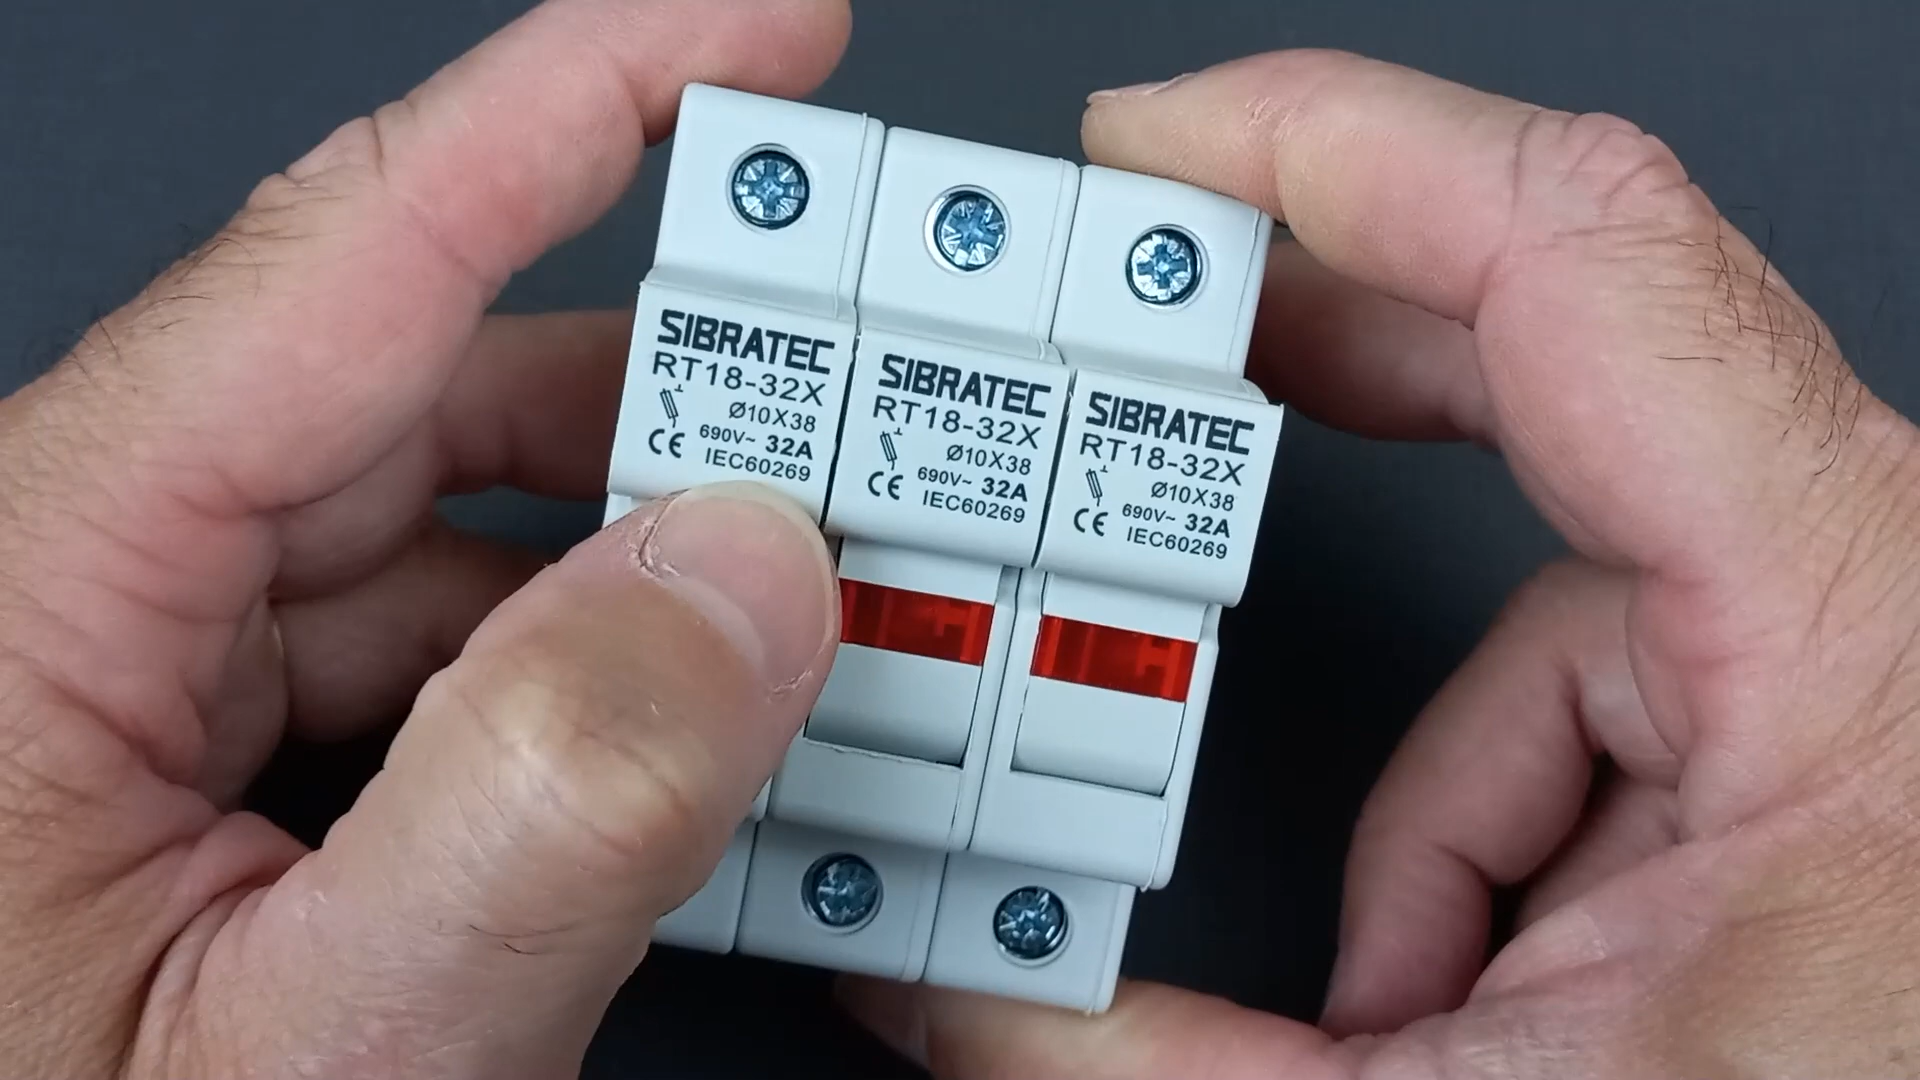 SIBRATEC
RT18-32X
Ø10X38
690V~ 32A
CE IEC60269
SIBRATEC
RT18-32X
Ø10X38
690V~ 32A
CE IEC60269
SIBRATEC
RT18-32X
Ø10X38
690V~ 32A
CE IEC60269